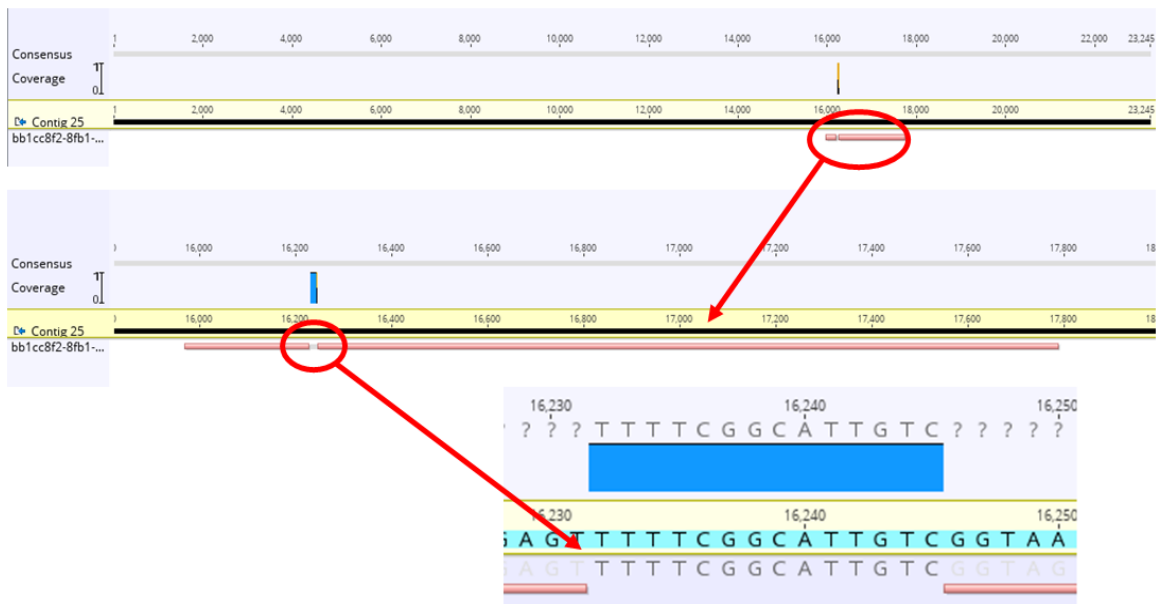 1 2,000 4,000 6,000 8,000 10,000 12,000 14,000 16,000 18,000 20,000 22,000 23,245
Consensus
Coverage 1 0
1 2,000 4,000 6,000 8,000 10,000 12,000 14,000 16,000 18,000 20,000 23,245
Contig 25
bb1cc8f2-8fb1-...
16,000 16,200 16,400 16,600 16,800 17,000 17,200 17,400 17,600 17,800 18
Consensus
Coverage 1 0
16,000 16,200 16,400 16,600 16,800 17,000 17,200 17,400 17,600 17,800 18
Contig 25
bb1cc8f2-8fb1-...
16,230 16,240 16,250
? ? ? T T T T C G G C A T T G T C ? ? ? ? ?
16,230 16,240 16,250
G A G T T T T T C G G C A T T G T C G G T A A
G A G T T T T T C G G C A T T G T C G G T A G